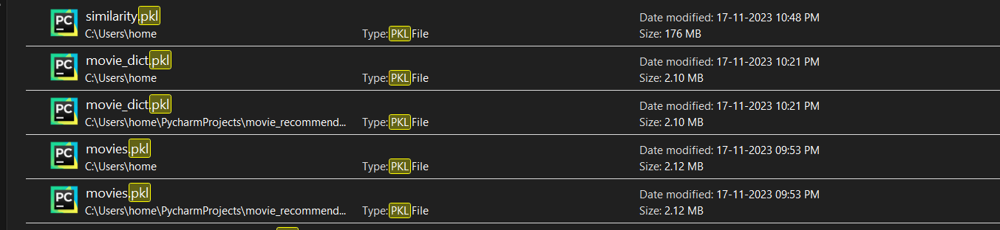 PC similarity.pkl Date modified: 17-11-2023 10:48 PM
C:\Users\home Type: PKL File Size: 176 MB
PC movie_dict.pkl Date modified: 17-11-2023 10:21 PM
C:\Users\home Type: PKL File Size: 2.10 MB
PC movie_dict.pkl Date modified: 17-11-2023 10:21 PM
C:\Users\home\PycharmProjects\movie_recommend... Type: PKL File Size: 2.10 MB
PC movies.pkl Date modified: 17-11-2023 09:53 PM
C:\Users\home Type: PKL File Size: 2.12 MB
PC movies.pkl Date modified: 17-11-2023 09:53 PM
C:\Users\home\PycharmProjects\movie_recommend... Type: PKL File Size: 2.12 MB